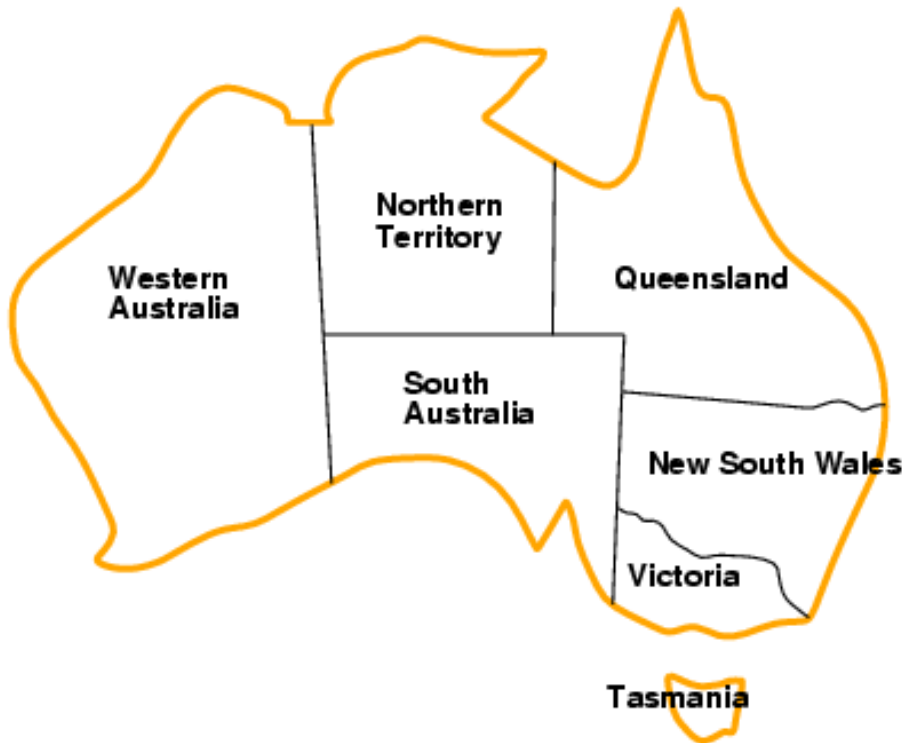 Northern
Territory
Western
Australia
Queensland
South
Australia
New South Wales
Victoria
Tasmania